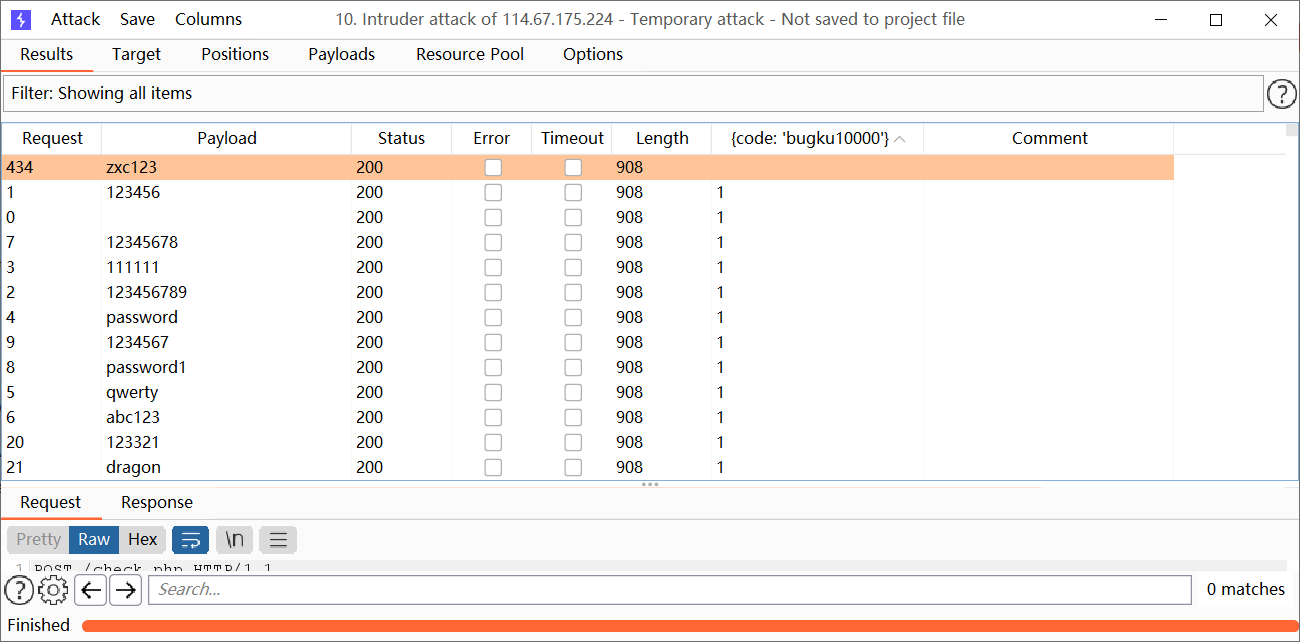 Attack Save Columns 10. Intruder attack of 114.67.175.224 - Temporary attack - Not saved to project file
Results Target Positions Payloads Resource Pool Options
Filter: Showing all items ?
Request Payload Status Error Timeout Length {code: 'bugku10000'} Comment
434 zxc123 200 908
1 123456 200 908 1
0 200 908 1
7 12345678 200 908 1
3 111111 200 908 1
2 123456789 200 908 1
4 password 200 908 1
9 1234567 200 908 1
8 password1 200 908 1
5 qwerty 200 908 1
6 abc123 200 908 1
20 123321 200 908 1
21 dragon 200 908 1
Request Response
Pretty Raw Hex \n
1 POST /check.php HTTP/1.1
? Search... 0 matches
Finished